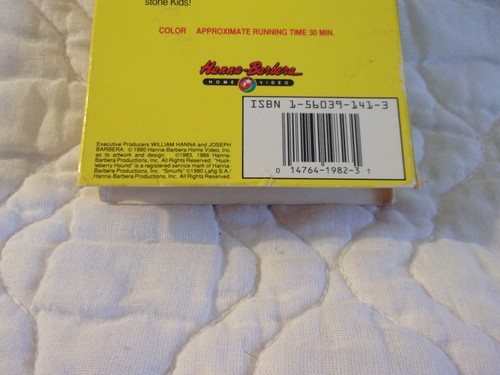 stone Kids!
COLOR APPROXIMATE RUNNING TIME 30 MIN.
Hanna-Barbera
HOME VIDEO
ISBN 1-56039-141-3
Executive Producers WILLIAM HANNA and JOSEPH
BARBERA. © 1990 Hanna-Barbera Home Video, Inc.
as to artwork and design. ©1983, 1986 Hanna-
Barbera Productions, Inc. All Rights Reserved. "Huck-
leberry Hound" is a registered service mark of Hanna-
Barbera Productions, Inc. "Smurfs" ©1990 Lafig S.A./
Hanna-Barbera Productions, Inc. All Rights Reserved.
0 14764-1982-3 1